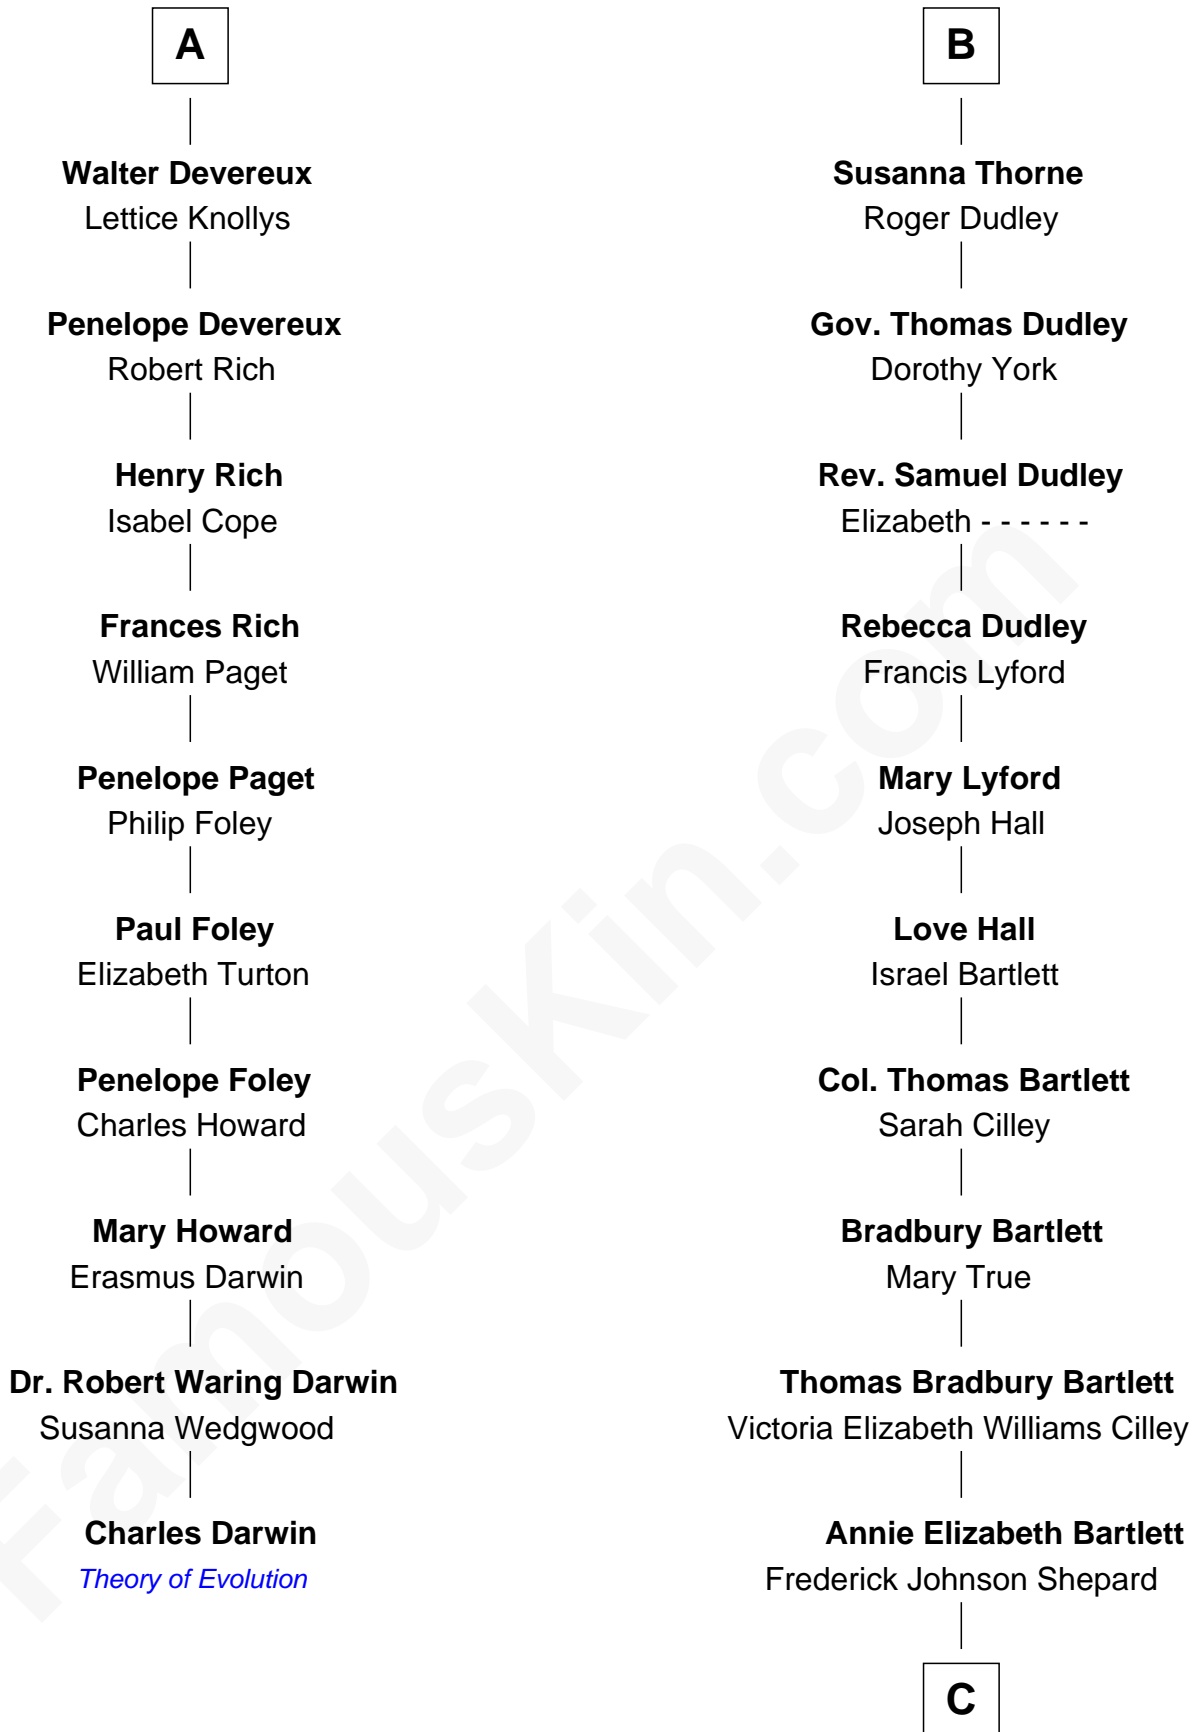 A
Walter Devereux
Lettice Knollys
Penelope Devereux
Robert Rich
Henry Rich
Isabel Cope
Frances Rich
William Paget
Penelope Paget
Philip Foley
Paul Foley
Elizabeth Turton
Penelope Foley
Charles Howard
Mary Howard
Erasmus Darwin
Dr. Robert Waring Darwin
Susanna Wedgwood
Charles Darwin
Theory of Evolution
B
Susanna Thorne
Roger Dudley
Gov. Thomas Dudley
Dorothy York
Rev. Samuel Dudley
Elizabeth - - - - - -
Rebecca Dudley
Francis Lyford
Mary Lyford
Joseph Hall
Love Hall
Israel Bartlett
Col. Thomas Bartlett
Sarah Cilley
Bradbury Bartlett
Mary True
Thomas Bradbury Bartlett
Victoria Elizabeth Williams Cilley
Annie Elizabeth Bartlett
Frederick Johnson Shepard
C
FamousKin.com